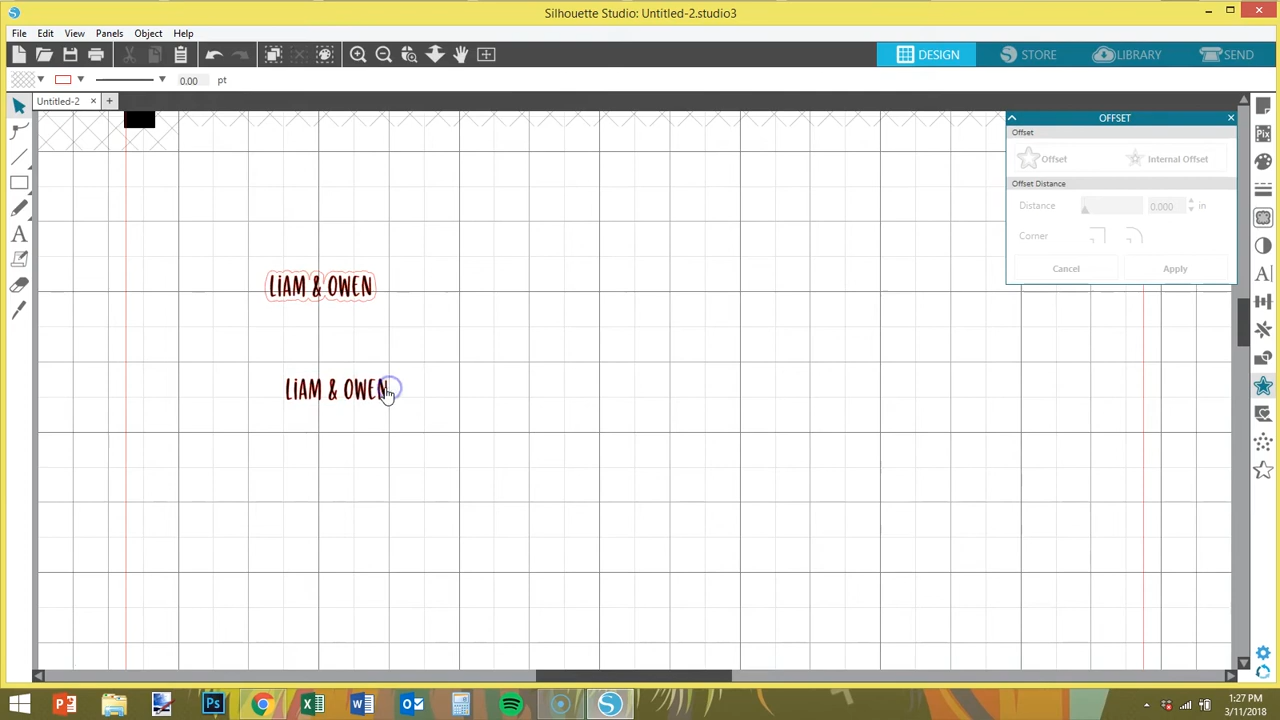 Silhouette Studio: Untitled-2.studio3
File Edit View Panels Object Help
DESIGN STORE LIBRARY SEND
0.00 pt
Untitled-2
OFFSET
Offset
Offset Internal Offset
Offset Distance
Distance 0.000 in
Corner
Cancel Apply
LiAM & OWEN
LiAM & OWEN
1:27 PM
3/11/2018